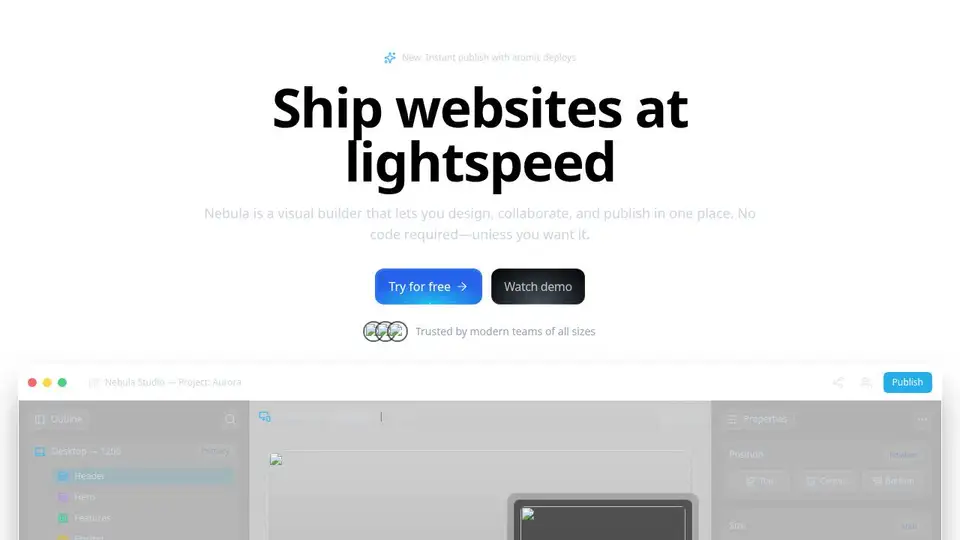 New: Instant publish with atomic deploys
Ship websites at
lightspeed
Nebula is a visual builder that lets you design, collaborate, and publish in one place. No
code required—unless you want it.
Try for free
Watch demo
Trusted by modern teams of all sizes
Nebula Studio — Project: Aurora
Publish
Outline
Properties
Desktop — 1200
Primary
Header
Hero
Features
Position
Size